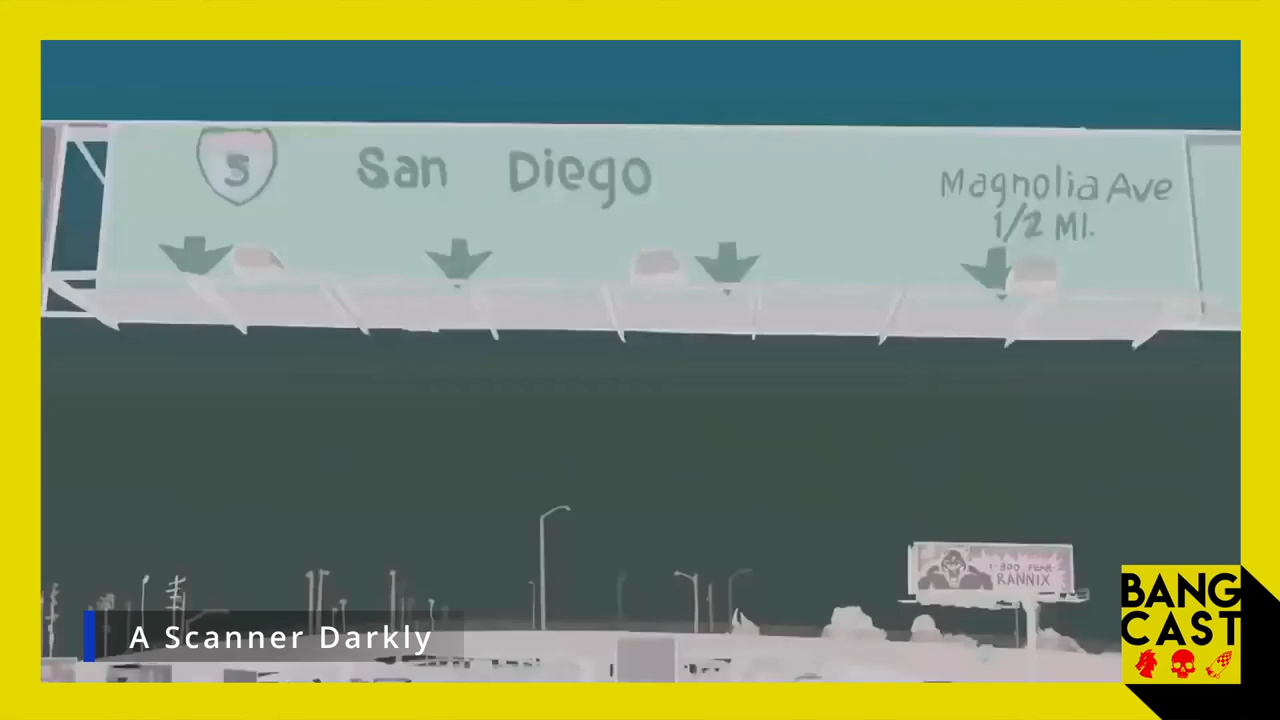 5
San Diego
Magnolia Ave
1/2 MI.
1-800 FEAR
RANNIX
A Scanner Darkly
BANG
CAST